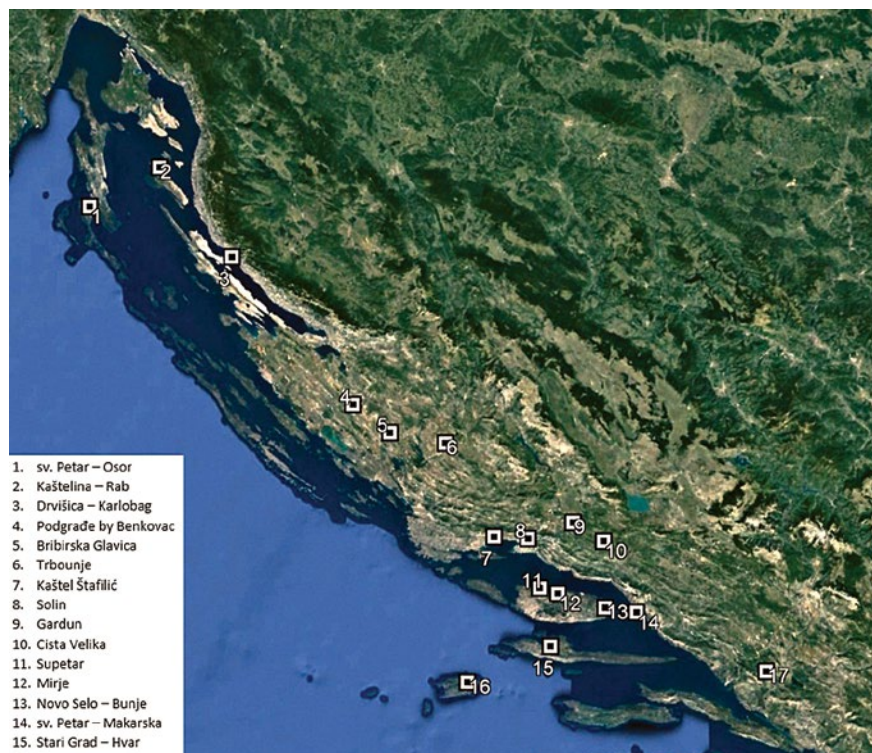 1
2
3
4
5
6
7
8
9
10
11
12
13
14
15
16
17
1. sv. Petar – Osor
2. Kaštelina – Rab
3. Drvišica – Karlobag
4. Podgrađe by Benkovac
5. Bribirska Glavica
6. Trbounje
7. Kaštel Štafilić
8. Solin
9. Gardun
10. Cista Velika
11. Supetar
12. Mirje
13. Novo Selo – Bunje
14. sv. Petar – Makarska
15. Stari Grad – Hvar